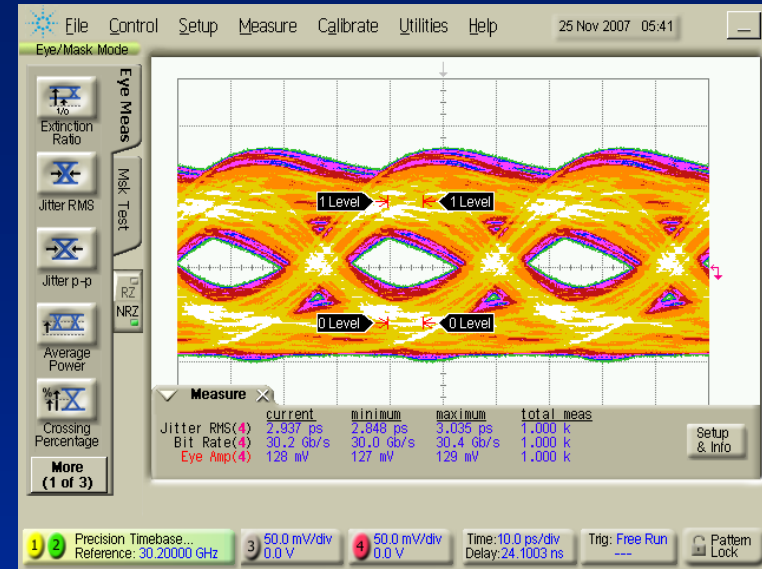 File Control Setup Measure Calibrate Utilities Help 25 Nov 2007 05:41
Eye/Mask Mode
Eye Meas
Msk Test
1/0
Extinction
Ratio
Jitter RMS
Jitter p-p
RZ
NRZ
Average
Power
%
Crossing
Percentage
More
(1 of 3)
1 Level 1 Level
0 Level 0 Level
Measure
current minimum maximum total meas
Jitter RMS(4) 2.937 ps 2.848 ps 3.035 ps 1.000 k
Bit Rate(4) 30.2 Gb/s 30.0 Gb/s 30.4 Gb/s 1.000 k
Eye Amp(4) 128 mV 127 mV 129 mV 1.000 k
Setup
& Info
1 2 Precision Timebase...
Reference: 30.20000 GHz
3 50.0 mV/div
0.0 V
4 50.0 mV/div
0.0 V
Time:10.0 ps/div
Delay:24.1003 ns
Trig: Free Run
---
Pattern
Lock